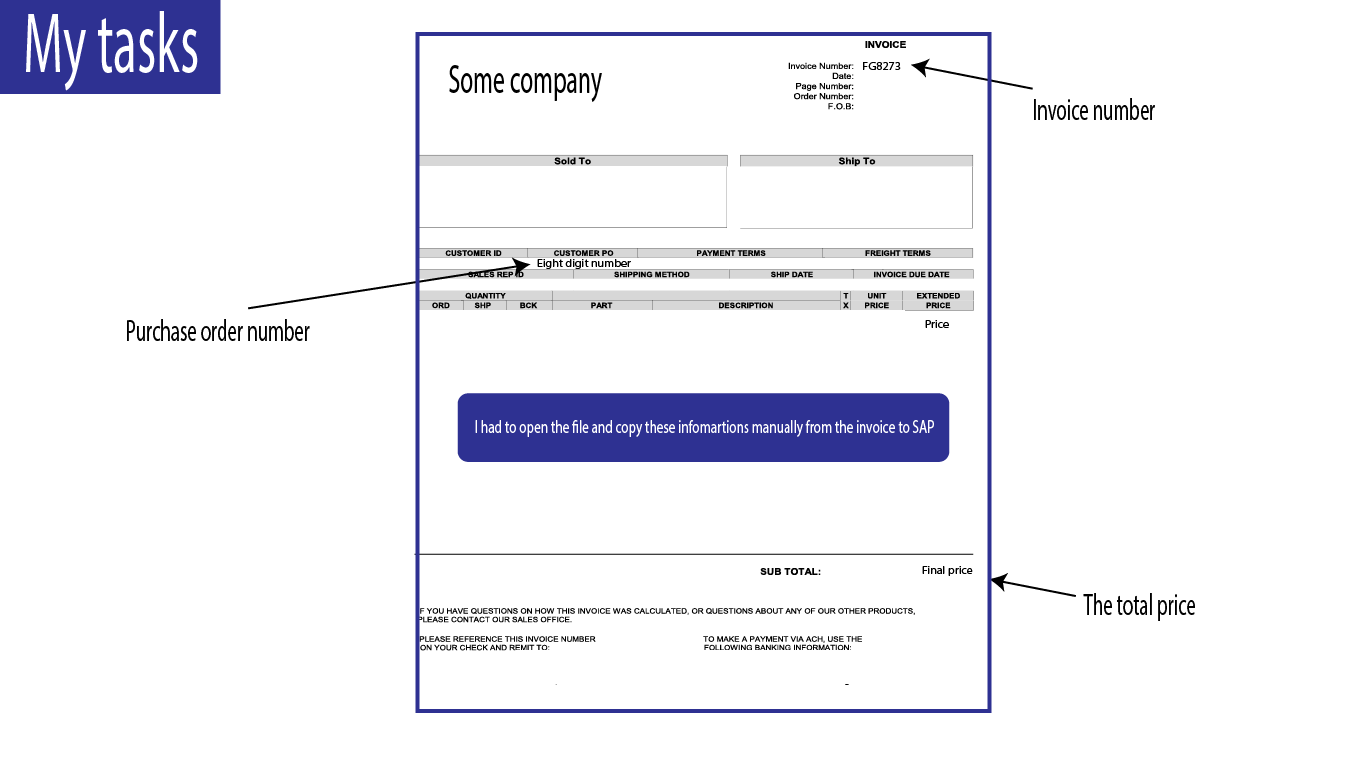 My tasks
INVOICE
Some company
Invoice Number: FG8273
Date:
Page Number:
Order Number:
F.O.B:
Invoice number
Sold To Ship To
CUSTOMER ID CUSTOMER PO PAYMENT TERMS FREIGHT TERMS
Eight digit number
SALES REP ID SHIPPING METHOD SHIP DATE INVOICE DUE DATE
Purchase order number
QUANTITY T UNIT EXTENDED
ORD SHP BCK PART DESCRIPTION X PRICE PRICE
Price
I had to open the file and copy these infomartions manually from the invoice to SAP
SUB TOTAL: Final price
The total price
F YOU HAVE QUESTIONS ON HOW THIS INVOICE WAS CALCULATED, OR QUESTIONS ABOUT ANY OF OUR OTHER PRODUCTS,
PLEASE CONTACT OUR SALES OFFICE.
PLEASE REFERENCE THIS INVOICE NUMBER TO MAKE A PAYMENT VIA ACH, USE THE
ON YOUR CHECK AND REMIT TO: FOLLOWING BANKING INFORMATION: